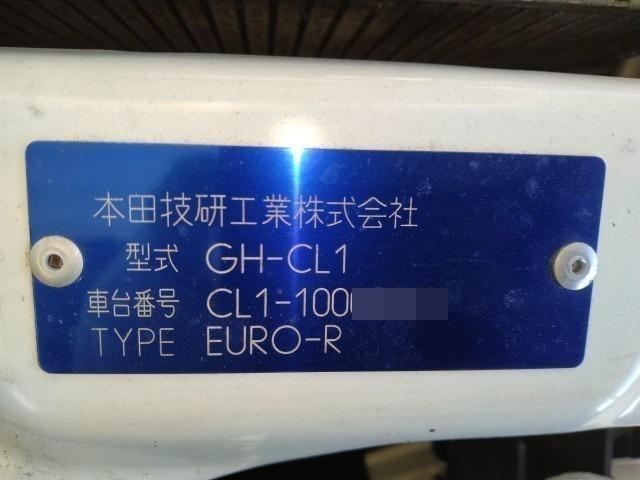 本田技研工業株式会社
型式 GH-CL1
車台番号 CL1-100
TYPE EURO-R